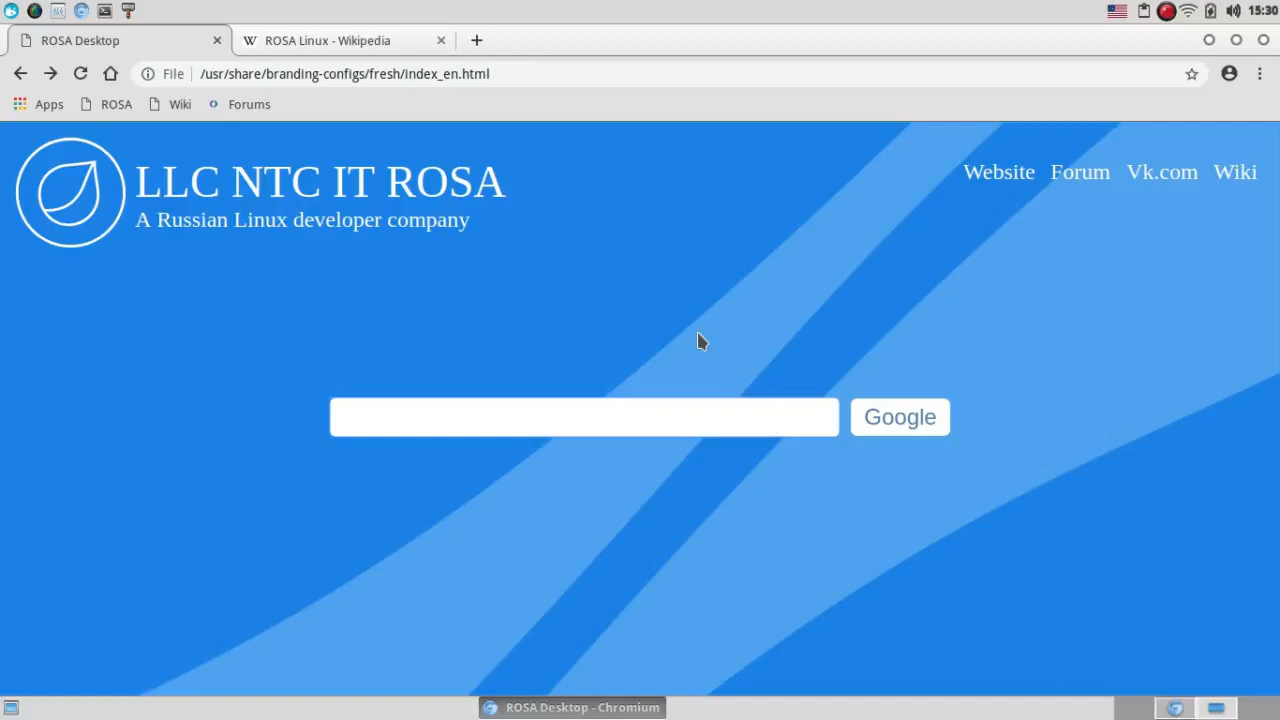 15:30
ROSA Desktop
W ROSA Linux - Wikipedia
File /usr/share/branding-configs/fresh/index_en.html
Apps ROSA Wiki Forums
LLC NTC IT ROSA
A Russian Linux developer company
Website Forum Vk.com Wiki
Google
ROSA Desktop - Chromium